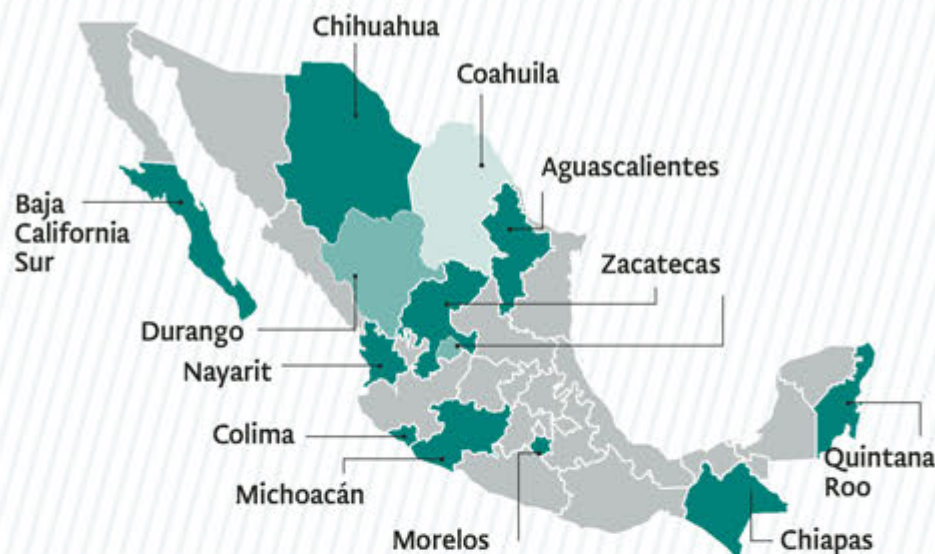 Chihuahua
Coahuila
Aguascalientes
Baja
California
Sur
Zacatecas
Durango
Nayarit
Colima
Michoacán
Quintana
Roo
Morelos
Chiapas